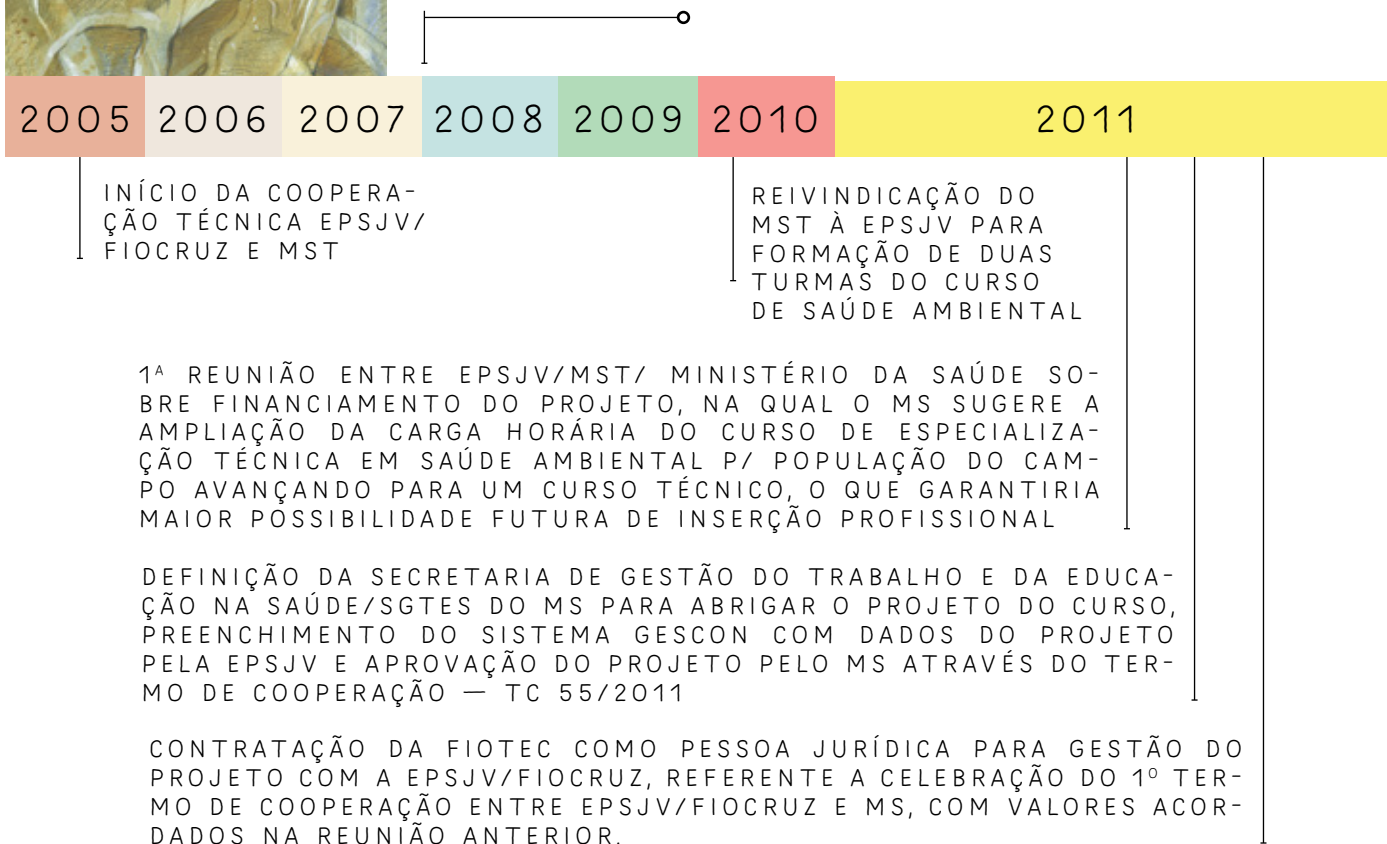 2005 2006 2007 2008 2009 2010 2011
INÍCIO DA COOPERA-
ÇÃO TÉCNICA EPSJV/
FIOCRUZ E MST
REIVINDICAÇÃO DO
MST À EPSJV PARA
FORMAÇÃO DE DUAS
TURMAS DO CURSO
DE SAÚDE AMBIENTAL
1ª REUNIÃO ENTRE EPSJV/MST/ MINISTÉRIO DA SAÚDE SO-
BRE FINANCIAMENTO DO PROJETO, NA QUAL O MS SUGERE A
AMPLIAÇÃO DA CARGA HORÁRIA DO CURSO DE ESPECIALIZA-
ÇÃO TÉCNICA EM SAÚDE AMBIENTAL P/ POPULAÇÃO DO CAM-
PO AVANÇANDO PARA UM CURSO TÉCNICO, O QUE GARANTIRIA
MAIOR POSSIBILIDADE FUTURA DE INSERÇÃO PROFISSIONAL
DEFINIÇÃO DA SECRETARIA DE GESTÃO DO TRABALHO E DA EDUCA-
ÇÃO NA SAÚDE/SGTES DO MS PARA ABRIGAR O PROJETO DO CURSO,
PREENCHIMENTO DO SISTEMA GESCON COM DADOS DO PROJETO
PELA EPSJV E APROVAÇÃO DO PROJETO PELO MS ATRAVÉS DO TER-
MO DE COOPERAÇÃO — TC 55/2011
CONTRATAÇÃO DA FIOTEC COMO PESSOA JURÍDICA PARA GESTÃO DO
PROJETO COM A EPSJV/FIOCRUZ, REFERENTE A CELEBRAÇÃO DO 1º TER-
MO DE COOPERAÇÃO ENTRE EPSJV/FIOCRUZ E MS, COM VALORES ACOR-
DADOS NA REUNIÃO ANTERIOR.